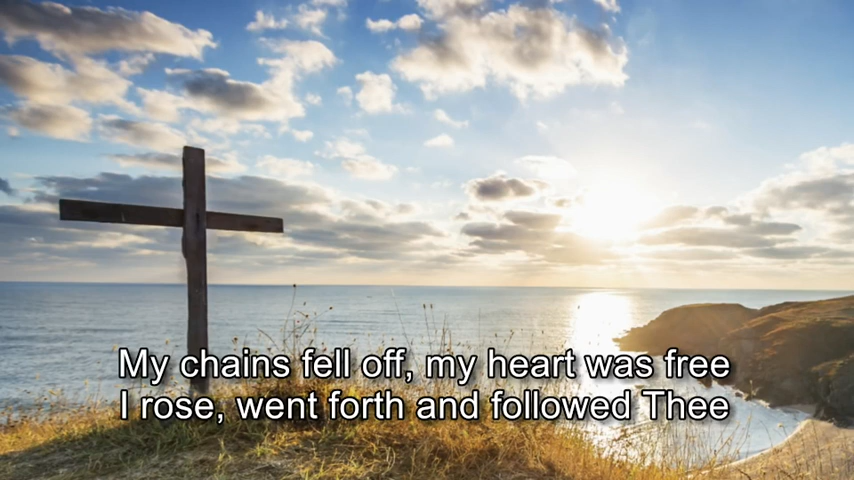 My chains fell off, my heart was free
I rose, went forth and followed Thee